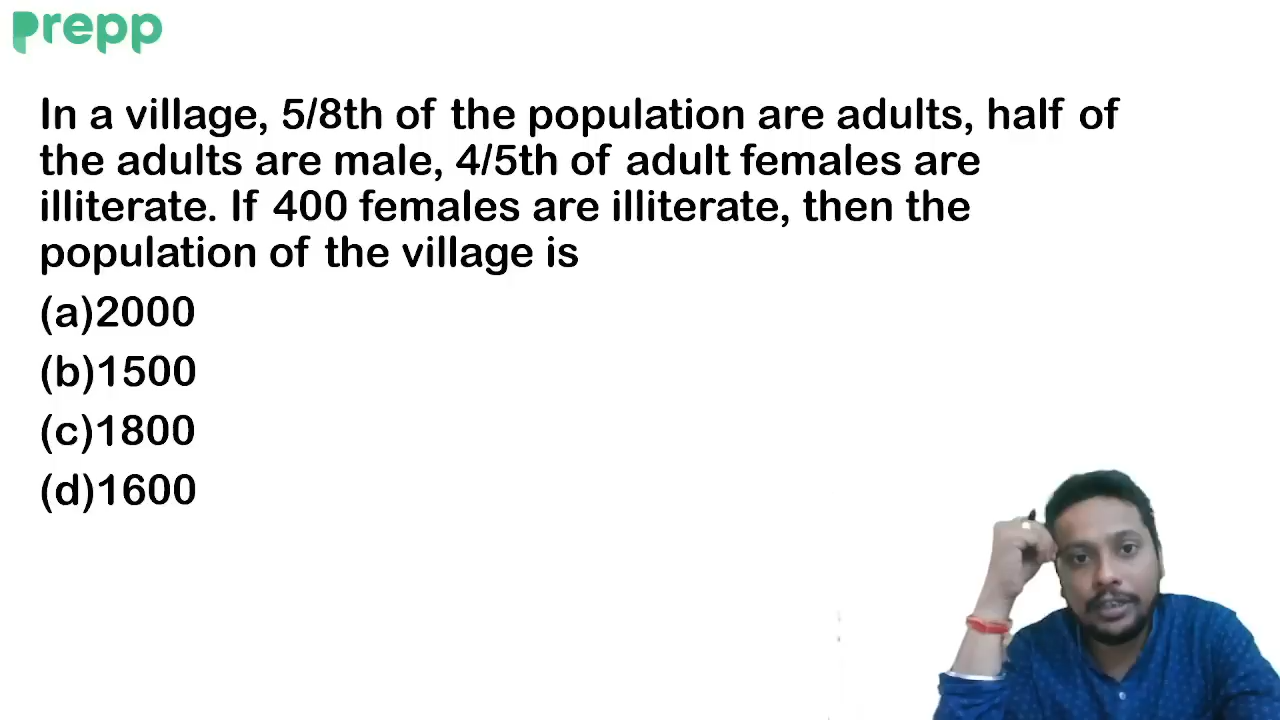 Prepp
In a village, 5/8th of the population are adults, half of
the adults are male, 4/5th of adult females are
illiterate. If 400 females are illiterate, then the
population of the village is
(a)2000
(b)1500
(c)1800
(d)1600